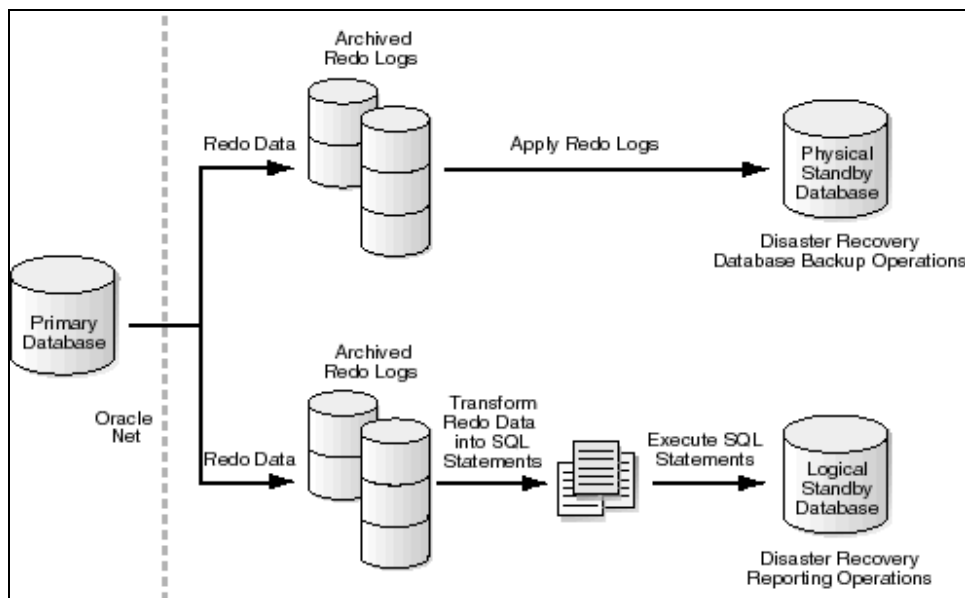 Archived
Redo Logs
Redo Data
Apply Redo Logs
Physical
Standby
Database
Disaster Recovery
Database Backup Operations
Primary
Database
Oracle
Net
Archived
Redo Logs
Redo Data
Transform
Redo Data
into SQL
Statements
Execute SQL
Statements
Logical
Standby
Database
Disaster Recovery
Reporting Operations